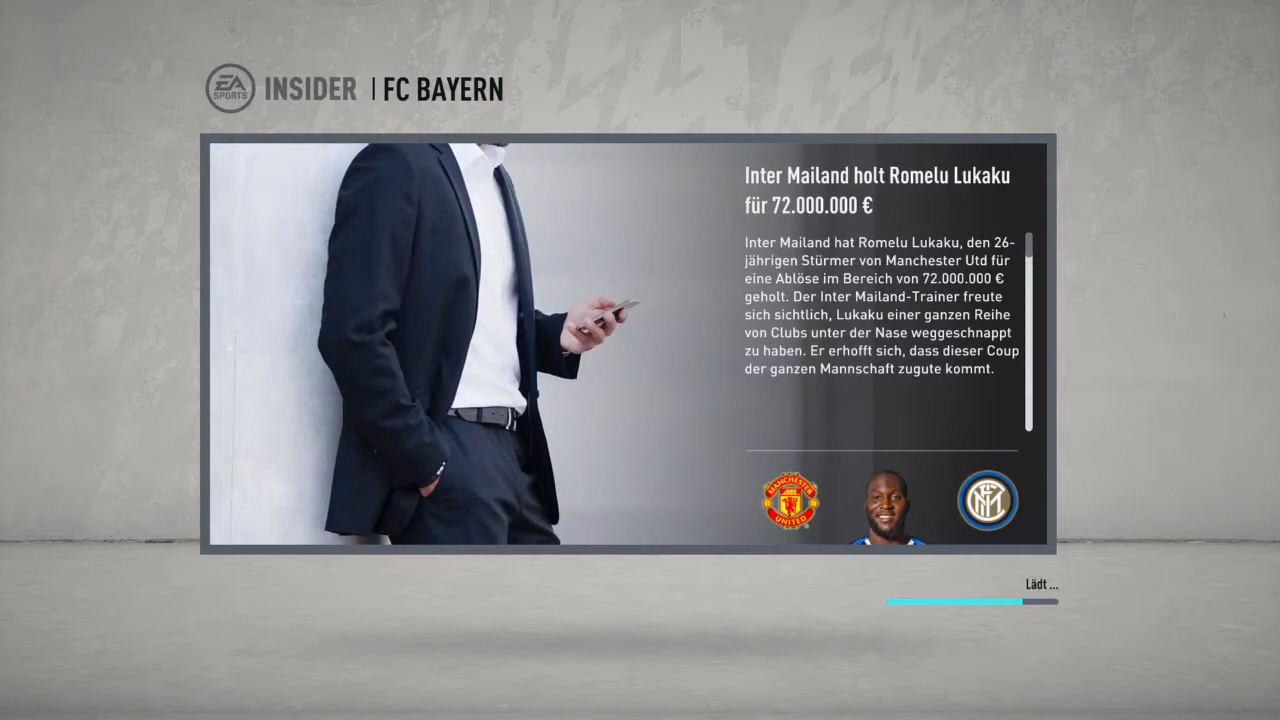 EA
SPORTS
INSIDER | FC BAYERN
Inter Mailand holt Romelu Lukaku
für 72.000.000 €
Inter Mailand hat Romelu Lukaku, den 26-
jährigen Stürmer von Manchester Utd für
eine Ablöse im Bereich von 72.000.000 €
geholt. Der Inter Mailand-Trainer freute
sich sichtlich, Lukaku einer ganzen Reihe
von Clubs unter der Nase weggeschnappt
zu haben. Er erhofft sich, dass dieser Coup
der ganzen Mannschaft zugute kommt.
MANCHESTER
UNITED
Lädt ...